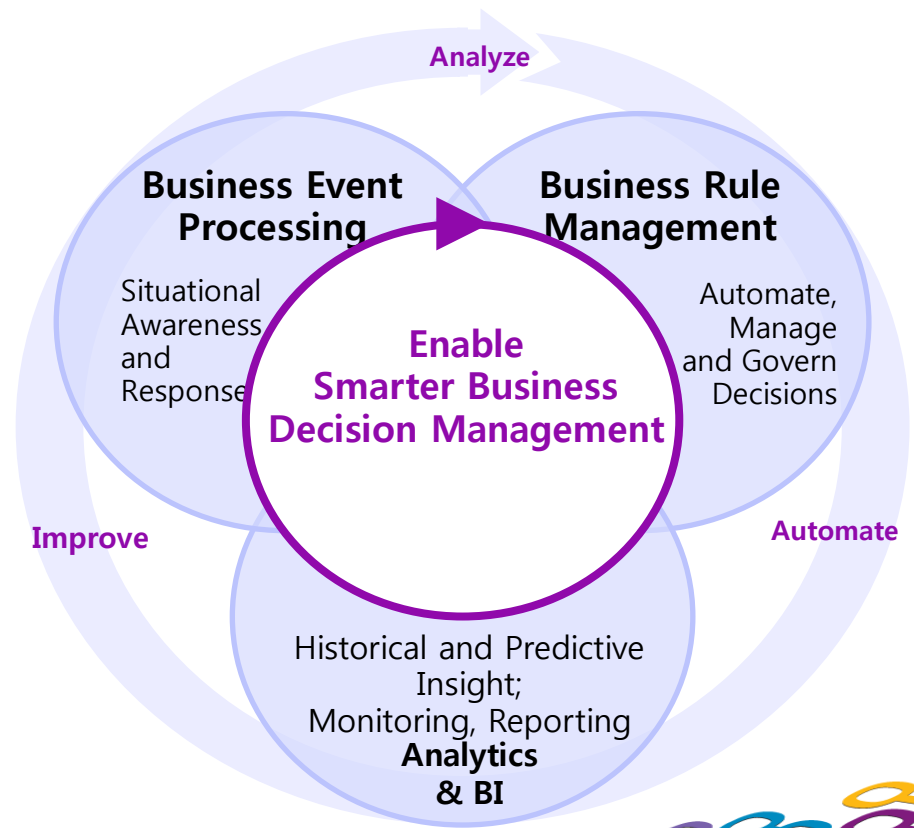 Analyze
Business Event
Processing
Situational
Awareness
and
Response
Business Rule
Management
Automate,
Manage
and Govern
Decisions
Enable
Smarter Business
Decision Management
Improve
Automate
Historical and Predictive
Insight;
Monitoring, Reporting
Analytics
& BI